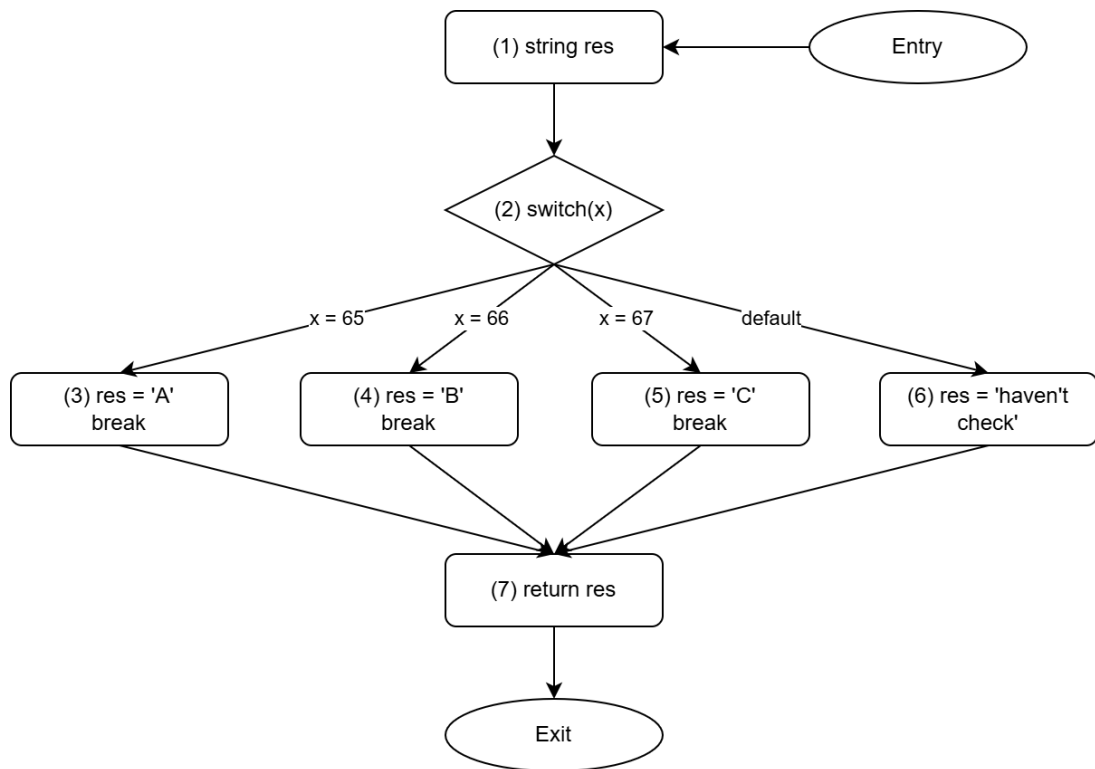 (1) string res
Entry
(2) switch(x)
x = 65
x = 66
x = 67
default
(3) res = 'A'
break
(4) res = 'B'
break
(5) res = 'C'
break
(6) res = 'haven't
check'
(7) return res
Exit